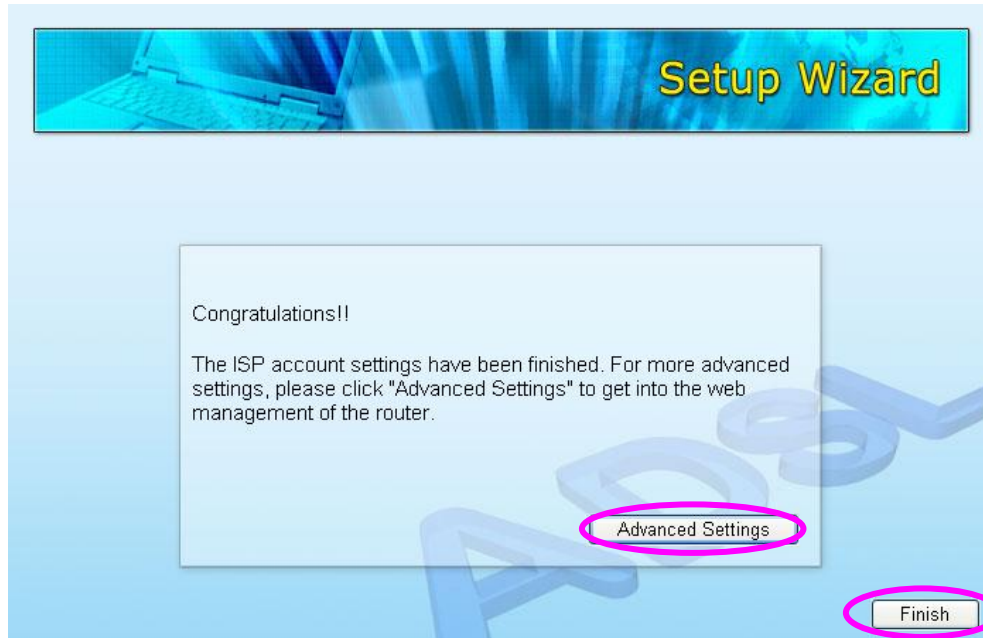 Setup Wizard
Congratulations!!
The ISP account settings have been finished. For more advanced
settings, please click "Advanced Settings" to get into the web
management of the router.
ADSL
Advanced Settings
Finish